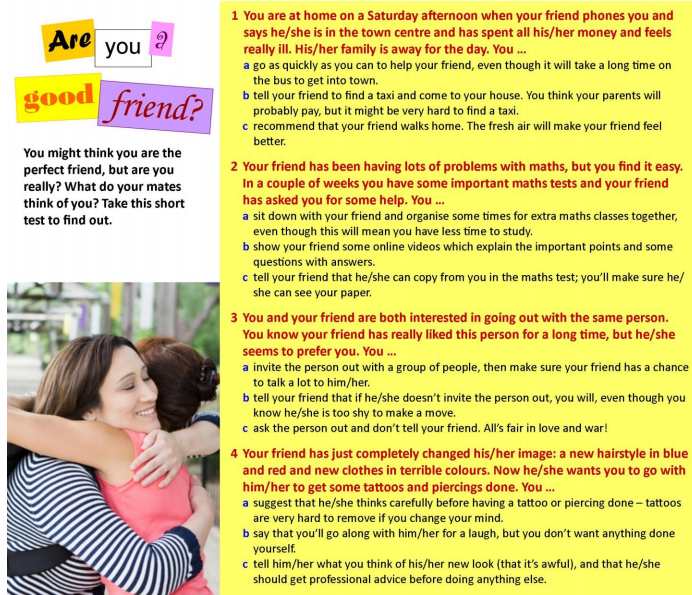 Are you a
good friend?
You might think you are the
perfect friend, but are you
really? What do your mates
think of you? Take this short
test to find out.
1 You are at home on a Saturday afternoon when your friend phones you and
says he/she is in the town centre and has spent all his/her money and feels
really ill. His/her family is away for the day. You ...
a go as quickly as you can to help your friend, even though it will take a long time on
the bus to get into town.
b tell your friend to find a taxi and come to your house. You think your parents will
probably pay, but it might be very hard to find a taxi.
c recommend that your friend walks home. The fresh air will make your friend feel
better.
2 Your friend has been having lots of problems with maths, but you find it easy.
In a couple of weeks you have some important maths tests and your friend
has asked you for some help. You ...
a sit down with your friend and organise some times for extra maths classes together,
even though this will mean you have less time to study.
b show your friend some online videos which explain the important points and some
questions with answers.
c tell your friend that he/she can copy from you in the maths test; you'll make sure he/
she can see your paper.
3 You and your friend are both interested in going out with the same person.
You know your friend has really liked this person for a long time, but he/she
seems to prefer you. You ...
a invite the person out with a group of people, then make sure your friend has a chance
to talk a lot to him/her.
b tell your friend that if he/she doesn't invite the person out, you will, even though you
know he/she is too shy to make a move.
c ask the person out and don't tell your friend. All's fair in love and war!
4 Your friend has just completely changed his/her image: a new hairstyle in blue
and red and new clothes in terrible colours. Now he/she wants you to go with
him/her to get some tattoos and piercings done. You ...
a suggest that he/she thinks carefully before having a tattoo or piercing done – tattoos
are very hard to remove if you change your mind.
b say that you'll go along with him/her for a laugh, but you don't want anything done
yourself.
c tell him/her what you think of his/her new look (that it's awful), and that he/she
should get professional advice before doing anything else.